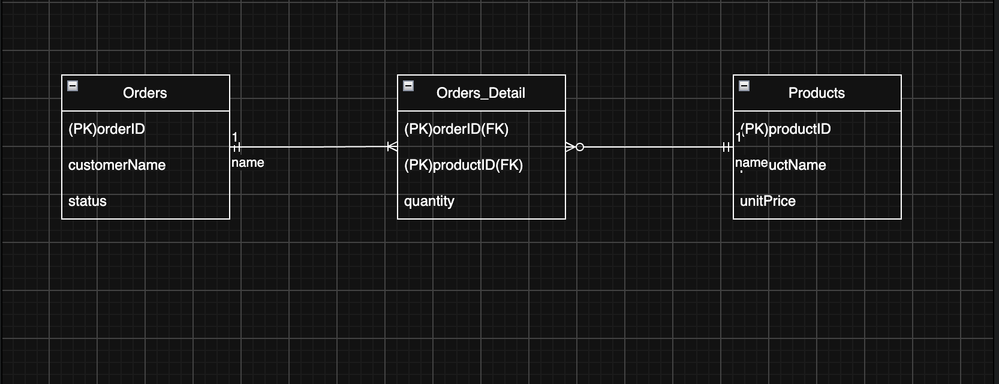 Orders
(PK)orderID
customerName
status
1
name
Orders_Detail
(PK)orderID(FK)
(PK)productID(FK)
quantity
Products
1
(PK)productID
name
uctName
unitPrice